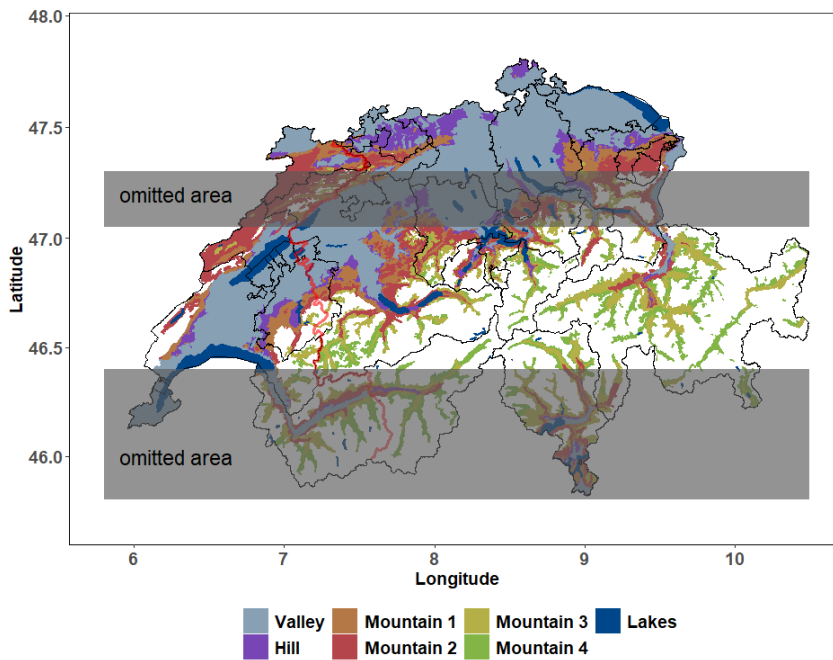 48.0
47.5
omitted area
47.0
Latitude
46.5
omitted area
46.0
6 7 8 9 10
Longitude
Valley Mountain 1 Mountain 3 Lakes
Hill Mountain 2 Mountain 4